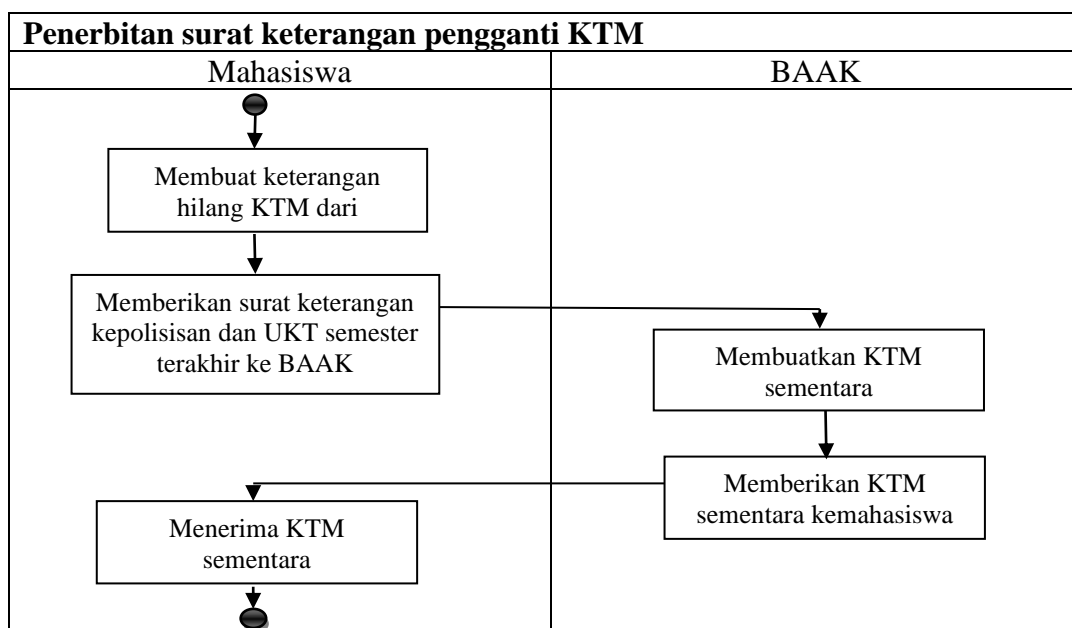 Penerbitan surat keterangan pengganti KTM
Mahasiswa
BAAK
Membuat keterangan
hilang KTM dari
Memberikan surat keterangan
kepolisisan dan UKT semester
terakhir ke BAAK
Membuatkan KTM
sementara
Memberikan KTM
sementara kemahasiswa
Menerima KTM
sementara